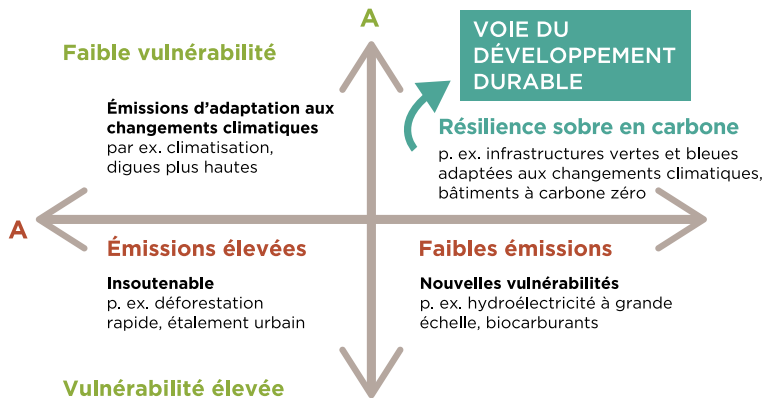 A
VOIE DU
DÉVELOPPEMENT
DURABLE
Faible vulnérabilité
Émissions d'adaptation aux
changements climatiques
par ex. climatisation,
digues plus hautes
Résilience sobre en carbone
p. ex. infrastructures vertes et bleues
adaptées aux changements climatiques,
bâtiments à carbone zéro
A
Émissions élevées
Insoutenable
p. ex. déforestation
rapide, étalement urbain
Faibles émissions
Nouvelles vulnérabilités
p. ex. hydroélectricité à grande
échelle, biocarburants
Vulnérabilité élevée